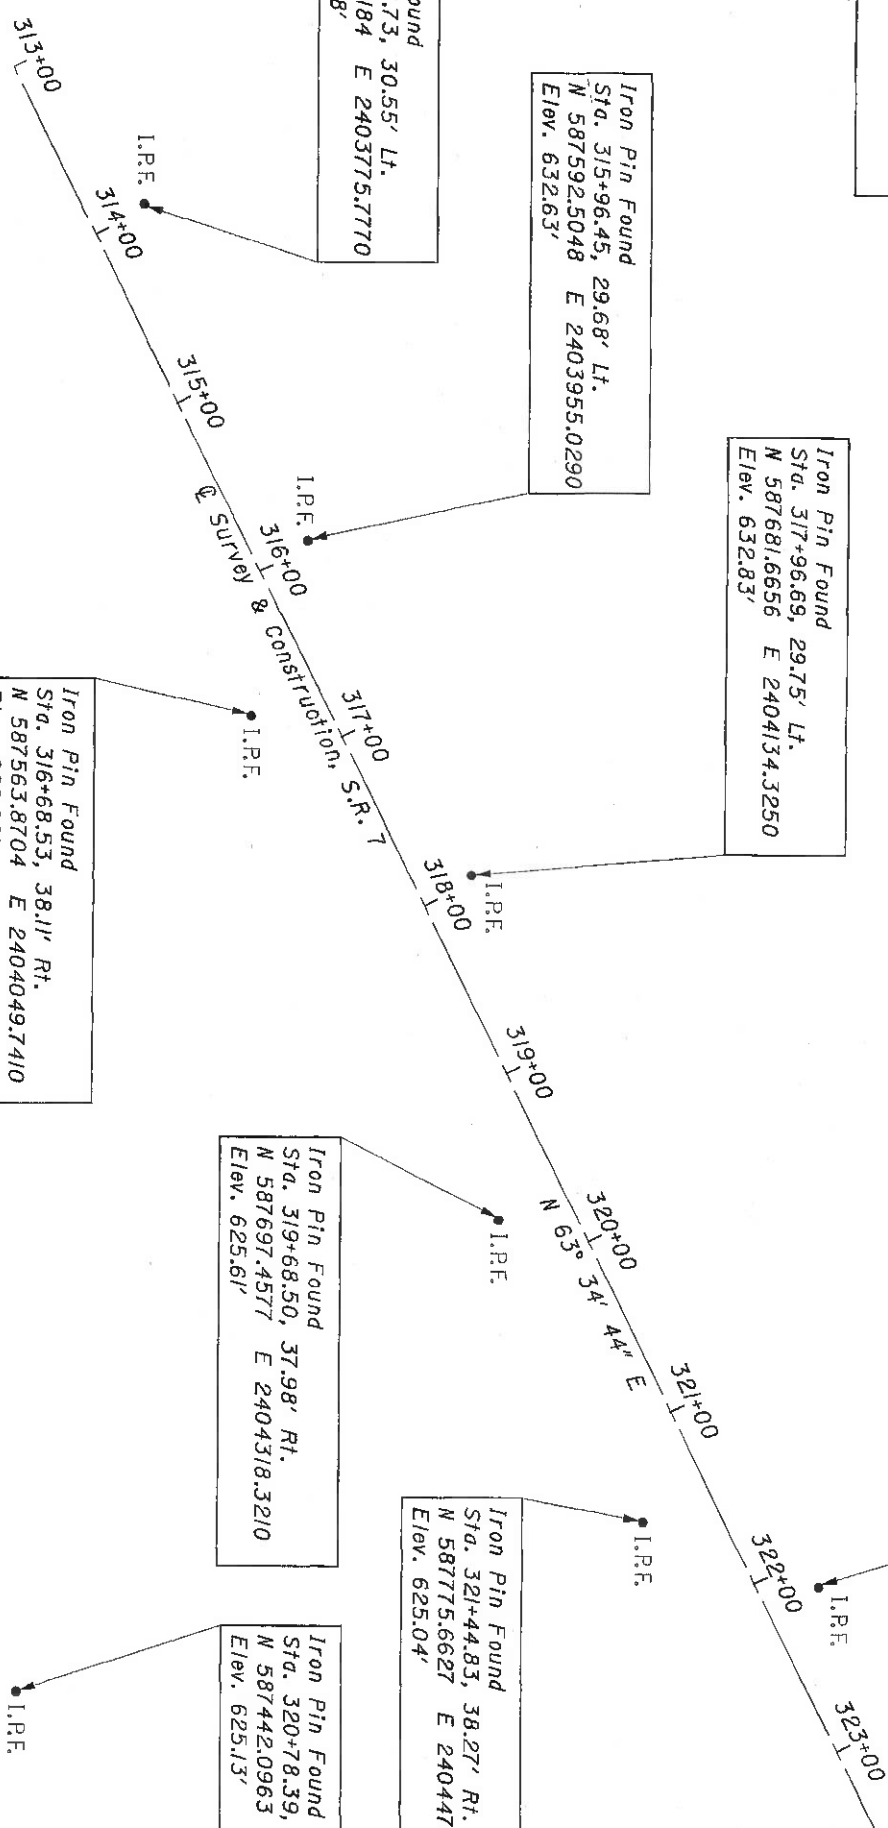 ound
.73, 30.55' Lt.
184 E 2403775.7770
8'
Iron Pin Found
Sta. 315+96.45, 29.68' Lt.
N 587592.5048 E 2403955.0290
Elev. 632.63'
Iron Pin Found
Sta. 317+96.69, 29.75' Lt.
N 587681.6656 E 2404134.3250
Elev. 632.83'
313+00
I.P.F.
314+00
315+00
I.P.F.
316+00
℄ Survey & Construction, S.R. 7
317+00
I.P.F.
318+00
I.P.F.
319+00
320+00
N 63° 34' 44" E
321+00
322+00
I.P.F.
323+00
I.P.F.
I.P.F.
I.P.F.
Iron Pin Found
Sta. 316+68.53, 38.11' Rt.
N 587563.8704 E 2404049.7410
Iron Pin Found
Sta. 319+68.50, 37.98' Rt.
N 587697.4577 E 2404318.3210
Elev. 625.61'
Iron Pin Found
Sta. 321+44.83, 38.27' Rt.
N 587775.6627 E 240447
Elev. 625.04'
Iron Pin Found
Sta. 320+78.39,
N 587442.0963
Elev. 625.13'